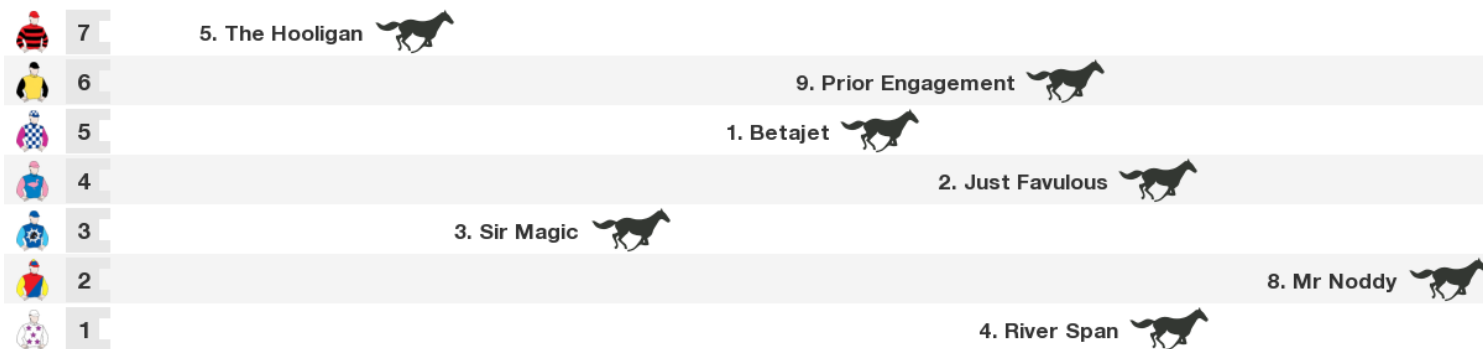 7 5. The Hooligan
6 9. Prior Engagement
5 1. Betajet
4 2. Just Favulous
3 3. Sir Magic
2 8. Mr Noddy
1 4. River Span